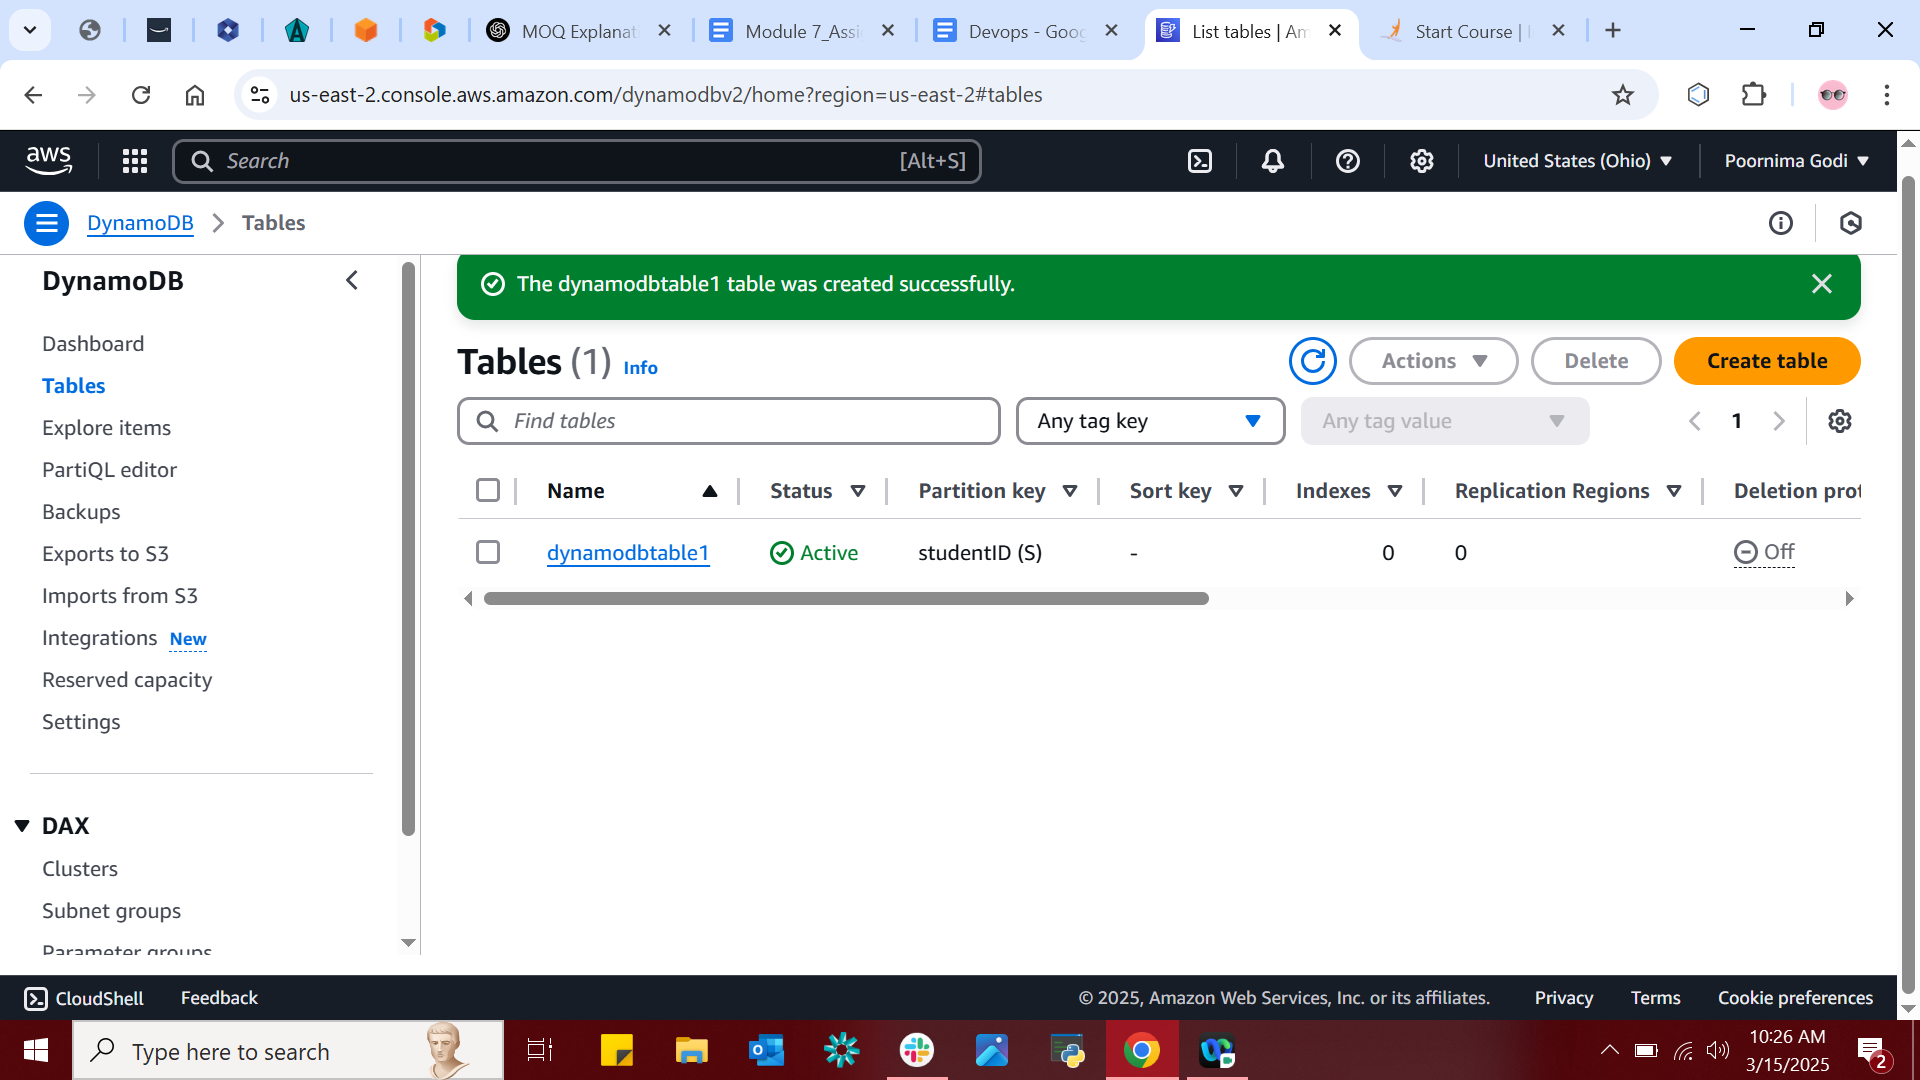 MOQ Explanat
Module 7_Assi
Devops - Goog
List tables | Am
Start Course |
us-east-2.console.aws.amazon.com/dynamodbv2/home?region=us-east-2#tables
aws
Search
[Alt+S]
United States (Ohio)
Poornima Godi
DynamoDB
Tables
DynamoDB
Dashboard
Tables
Explore items
PartiQL editor
Backups
Exports to S3
Imports from S3
Integrations New
Reserved capacity
Settings
DAX
Clusters
Subnet groups
Parameter groups
The dynamodbtable1 table was created successfully.
Tables (1) Info
Actions
Delete
Create table
Find tables
Any tag key
Any tag value
1
Name Status Partition key Sort key Indexes Replication Regions Deletion prot
dynamodbtable1 Active studentID (S) - 0 0 Off
CloudShell
Feedback
© 2025, Amazon Web Services, Inc. or its affiliates.
Privacy
Terms
Cookie preferences
Type here to search
10:26 AM
3/15/2025
2